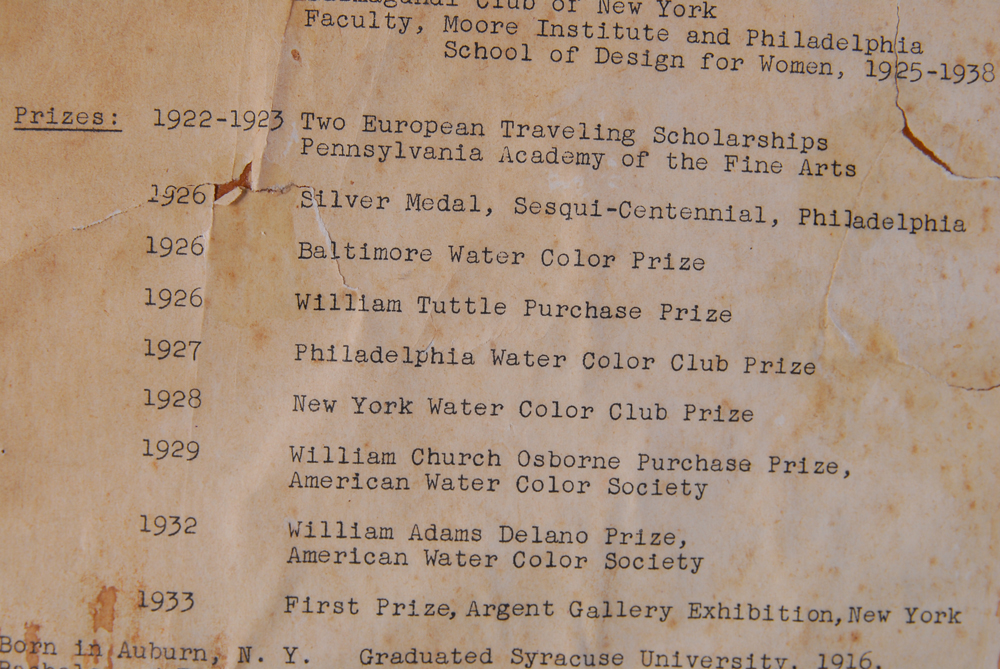 Club of New York
Faculty, Moore Institute and Philadelphia
School of Design for Women, 1925-1938
Prizes: 1922-1923 Two European Traveling Scholarships
Pennsylvania Academy of the Fine Arts
1926 Silver Medal, Sesqui-Centennial, Philadelphia
1926 Baltimore Water Color Prize
1926 William Tuttle Purchase Prize
1927 Philadelphia Water Color Club Prize
1928 New York Water Color Club Prize
1929 William Church Osborne Purchase Prize,
American Water Color Society
1932 William Adams Delano Prize,
American Water Color Society
1933 First Prize, Argent Gallery Exhibition, New York
Born in Auburn, N. Y. Graduated Syracuse University, 1916.